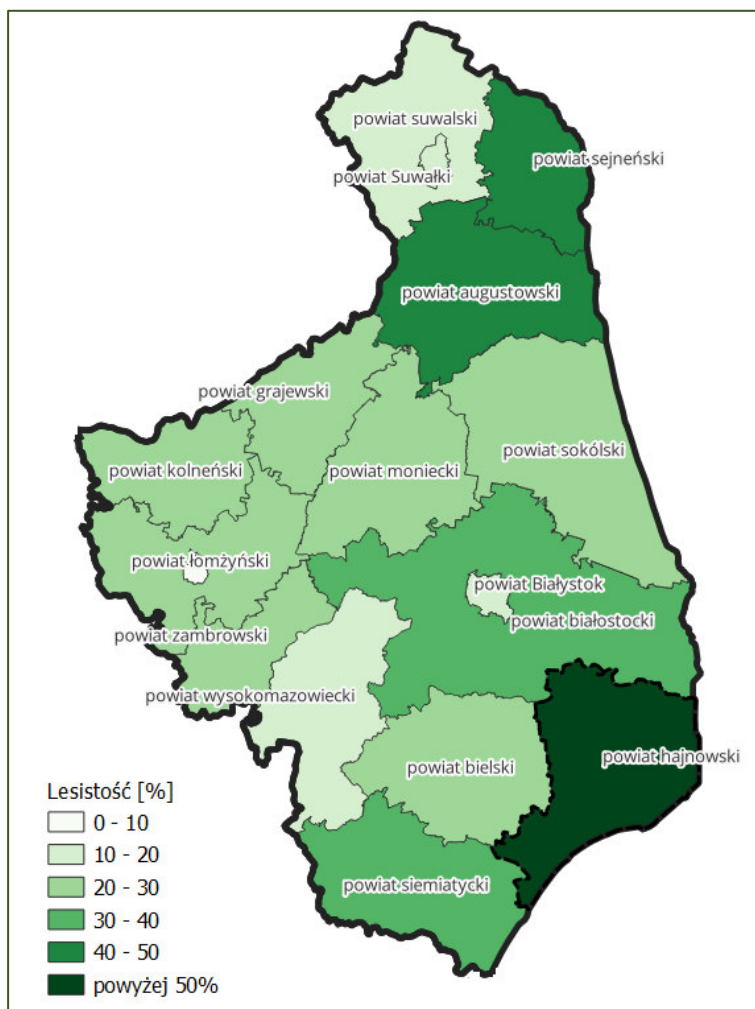 powiat suwalski
powiat sejneński
powiat Suwałki
powiat augustowski
powiat grajewski
powiat kolneński
powiat moniecki
powiat sokólski
powiat łomżyński
powiat Białystok
powiat białostocki
powiat zambrowski
powiat wysokomazowiecki
powiat bielski
powiat hajnowski
powiat siemiatycki
Lesistość [%]
0 - 10
10 - 20
20 - 30
30 - 40
40 - 50
powyżej 50%